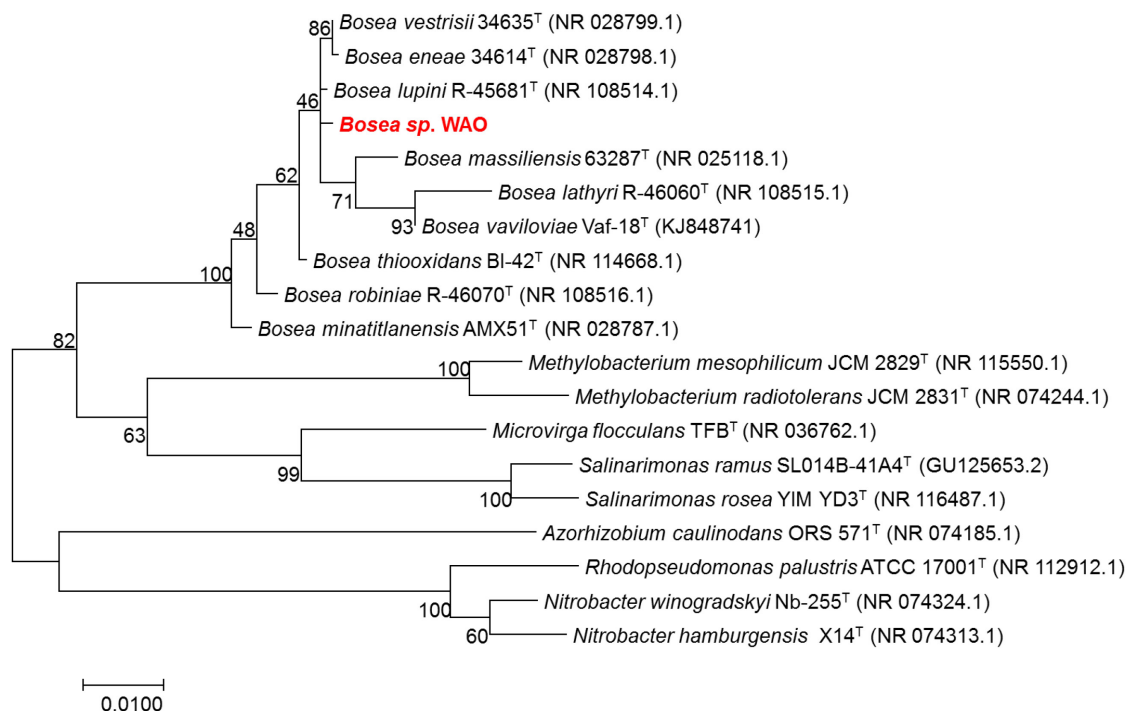 86
Bosea vestrisii 34635ᵀ (NR 028799.1)
Bosea eneae 34614ᵀ (NR 028798.1)
Bosea lupini R-45681ᵀ (NR 108514.1)
46
Bosea sp. WAO
Bosea massiliensis 63287ᵀ (NR 025118.1)
62
71
Bosea lathyri R-46060ᵀ (NR 108515.1)
93
Bosea vaviloviae Vaf-18ᵀ (KJ848741)
48
Bosea thiooxidans BI-42ᵀ (NR 114668.1)
100
Bosea robiniae R-46070ᵀ (NR 108516.1)
Bosea minatitlanensis AMX51ᵀ (NR 028787.1)
82
Methylobacterium mesophilicum JCM 2829ᵀ (NR 115550.1)
100
Methylobacterium radiotolerans JCM 2831ᵀ (NR 074244.1)
63
Microvirga flocculans TFBᵀ (NR 036762.1)
99
Salinarimonas ramus SL014B-41A4ᵀ (GU125653.2)
100
Salinarimonas rosea YIM YD3ᵀ (NR 116487.1)
Azorhizobium caulinodans ORS 571ᵀ (NR 074185.1)
Rhodopseudomonas palustris ATCC 17001ᵀ (NR 112912.1)
100
Nitrobacter winogradskyi Nb-255ᵀ (NR 074324.1)
60
Nitrobacter hamburgensis X14ᵀ (NR 074313.1)
0.0100